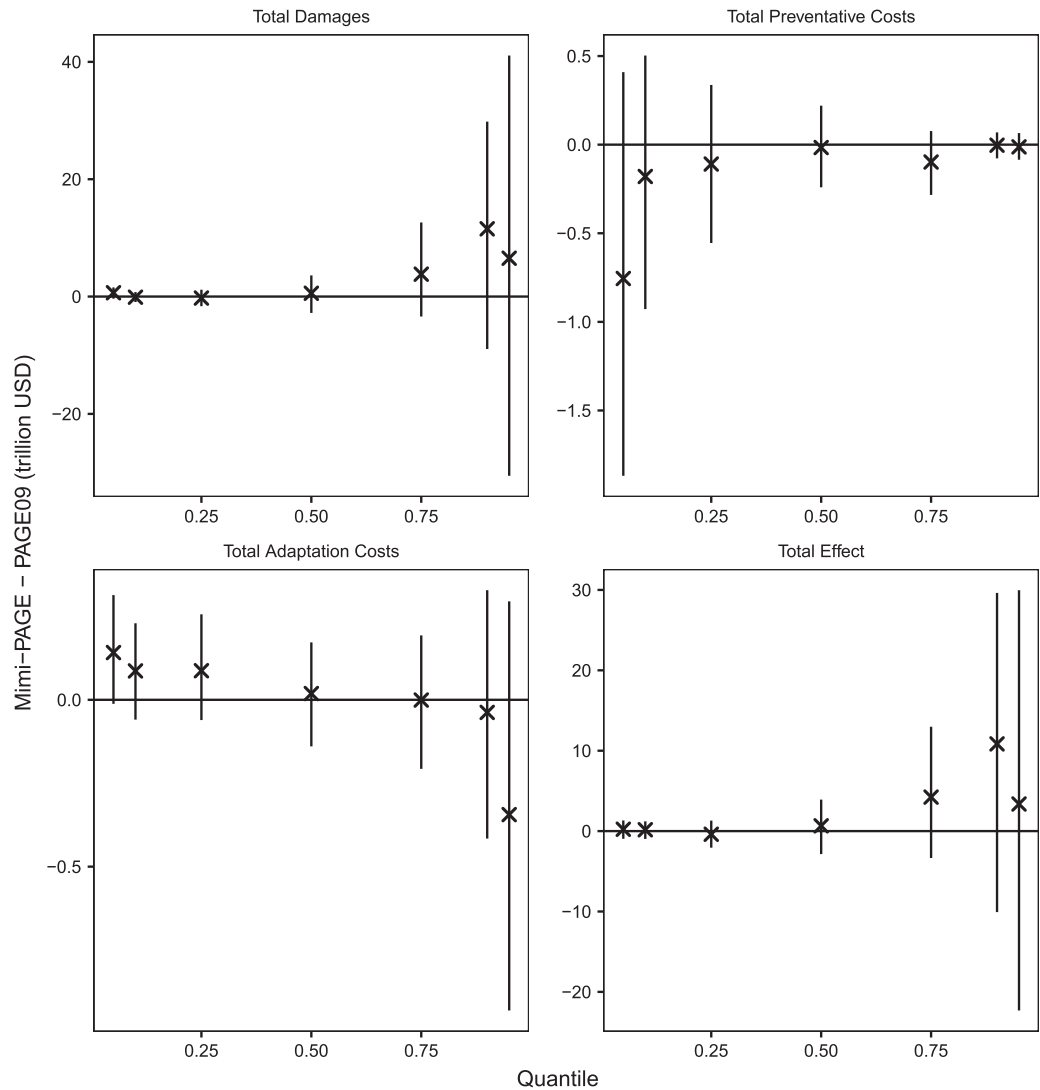 Total Damages
Total Preventative Costs
40
20
0
−20
0.25 0.50 0.75
0.5
0.0
−0.5
−1.0
−1.5
0.25 0.50 0.75
Mimi−PAGE − PAGE09 (trillion USD)
Total Adaptation Costs
Total Effect
0.0
−0.5
0.25 0.50 0.75
30
20
10
0
−10
−20
0.25 0.50 0.75
Quantile